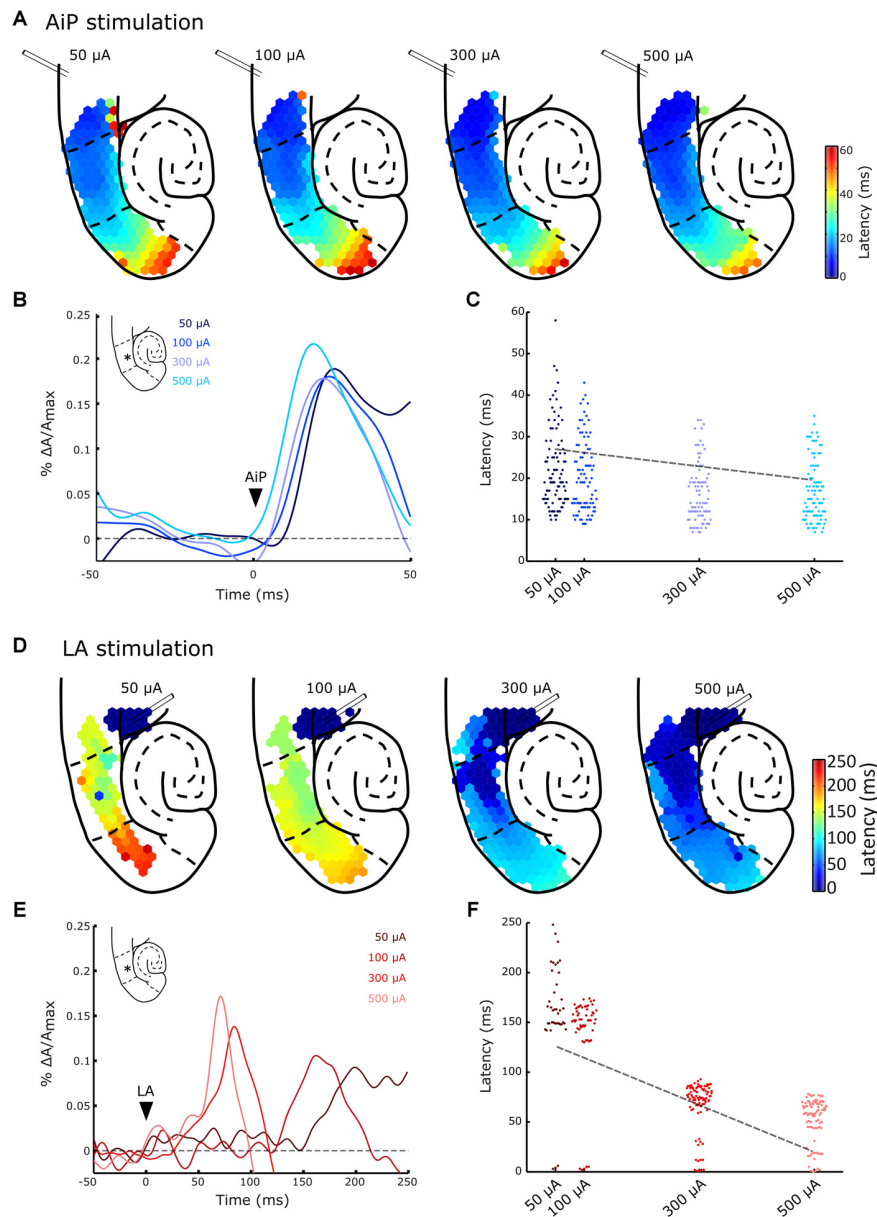 A AiP stimulation
50 µA 100 µA 300 µA 500 µA
60
40
20
0
Latency (ms)
B
0.25
0.2
0.15
0.1
0.05
0
% ΔA/Amax
*
50 µA
100 µA
300 µA
500 µA
AiP
-50 0 50
Time (ms)
C
60
50
40
30
20
10
0
Latency (ms)
50 µA 100 µA 300 µA 500 µA
D LA stimulation
50 µA 100 µA 300 µA 500 µA
250
200
150
100
50
0
Latency (ms)
E
0.25
0.2
0.15
0.1
0.05
0
% ΔA/Amax
*
50 µA
100 µA
300 µA
500 µA
LA
-50 0 50 100 150 200 250
Time (ms)
F
250
200
150
100
50
0
Latency (ms)
50 µA 100 µA 300 µA 500 µA